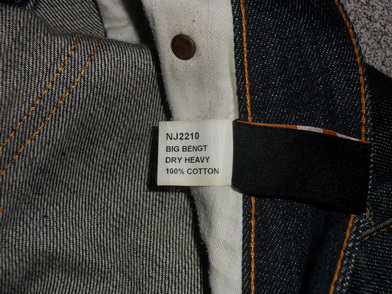 NJ2210
BIG BENGT
DRY HEAVY
100% COTTON